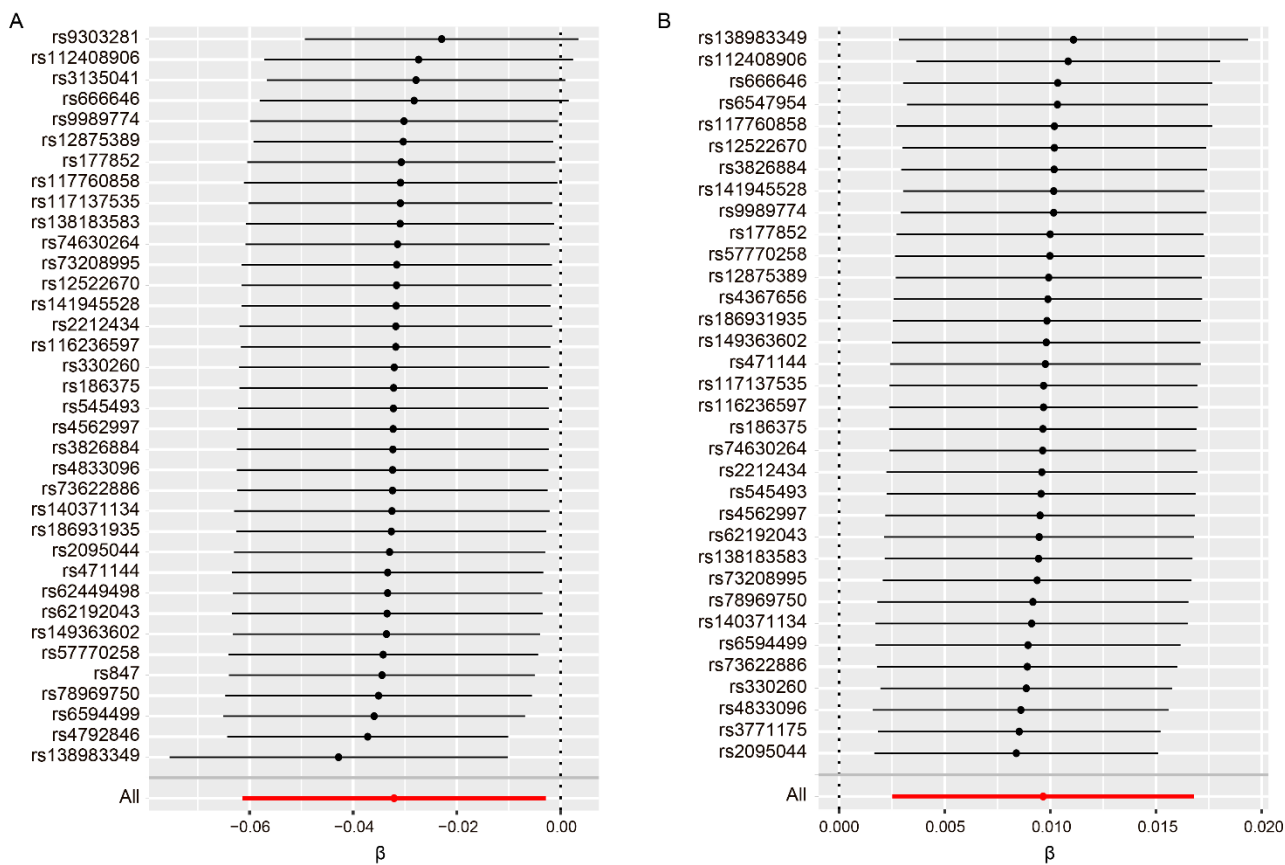 A
rs9303281
rs112408906
rs3135041
rs666646
rs9989774
rs12875389
rs177852
rs117760858
rs117137535
rs138183583
rs74630264
rs73208995
rs12522670
rs141945528
rs2212434
rs116236597
rs330260
rs186375
rs545493
rs4562997
rs3826884
rs4833096
rs73622886
rs140371134
rs186931935
rs2095044
rs471144
rs62449498
rs62192043
rs149363602
rs57770258
rs847
rs78969750
rs6594499
rs4792846
rs138983349
All
−0.06 −0.04 −0.02 0.00
β
B
rs138983349
rs112408906
rs666646
rs6547954
rs117760858
rs12522670
rs3826884
rs141945528
rs9989774
rs177852
rs57770258
rs12875389
rs4367656
rs186931935
rs149363602
rs471144
rs117137535
rs116236597
rs186375
rs74630264
rs2212434
rs545493
rs4562997
rs62192043
rs138183583
rs73208995
rs78969750
rs140371134
rs6594499
rs73622886
rs330260
rs4833096
rs3771175
rs2095044
All
0.000 0.005 0.010 0.015 0.020
β